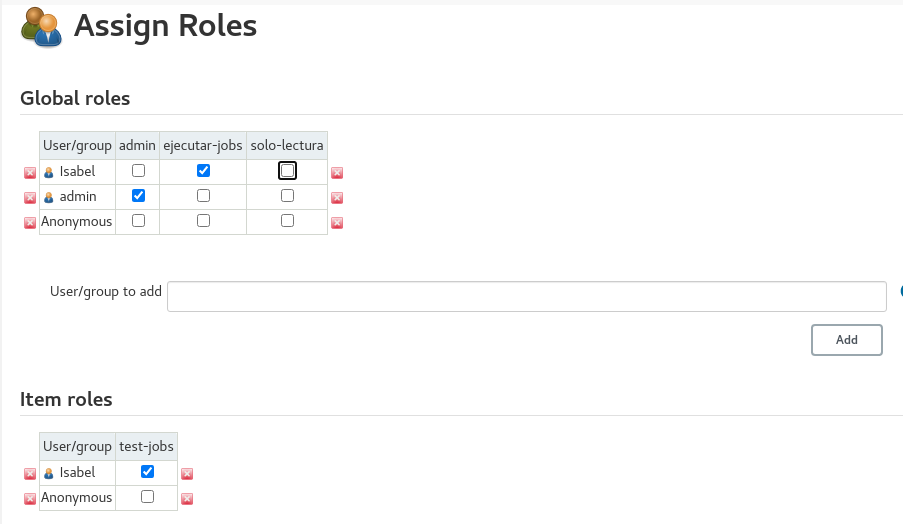 Assign Roles
Global roles
User/group admin ejecutar-jobs solo-lectura
Isabel
admin
Anonymous
User/group to add
Add
Item roles
User/group test-jobs
Isabel
Anonymous